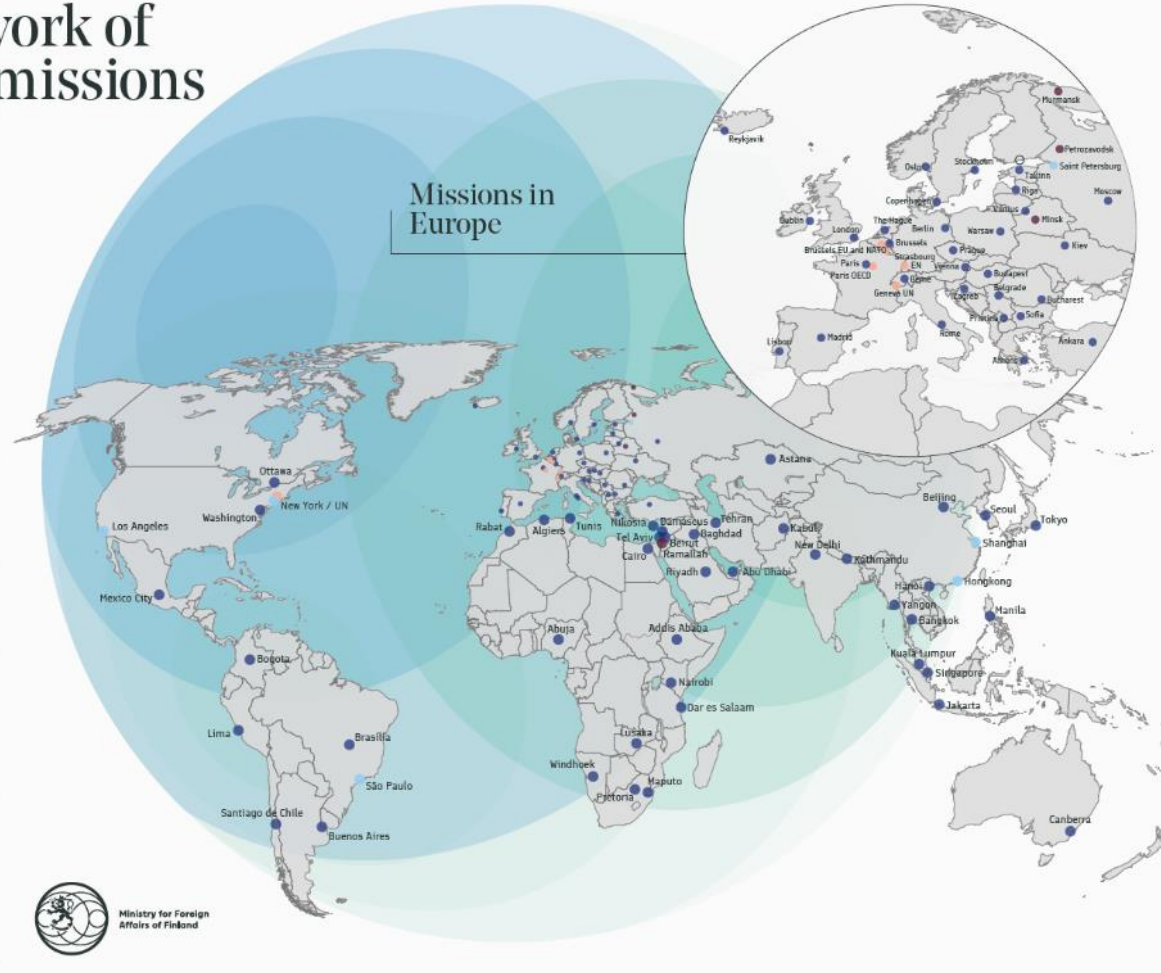 work of
missions
Missions in
Europe
Reykjavik
Murmansk
Petrozavodsk
Saint Petersburg
Oslo
Stockholm
Talinn
Riga
Moscow
Copenhagen
Vilnius
Minsk
Dublin
London
The Hague
Berlin
Warsaw
Brussels
Brussels EU and NATO
Prague
Kiev
Strasbourg
EN
Paris
Paris OECD
Vienna
Budapest
Geneva UN
Zagreb
Belgrade
Bucharest
Pristina
Sofia
Rome
Lisbon
Madrid
Athens
Ankara
Ottawa
New York / UN
Washington
Los Angeles
Mexico City
Bogota
Lima
Brasília
São Paulo
Santiago de Chile
Buenos Aires
Rabat
Algiers
Tunis
Nikosia
Damascus
Tehran
Tel Aviv
Beirut
Baghdad
Cairo
Ramallah
Riyadh
Abu Dhabi
Astana
Kabul
New Delhi
Kathmandu
Beijing
Seoul
Tokyo
Shanghai
Hongkong
Hanoi
Yangon
Bangkok
Manila
Kuala Lumpur
Singapore
Jakarta
Canberra
Abuja
Addis Ababa
Nairobi
Dar es Salaam
Lusaka
Windhoek
Maputo
Pretoria
Ministry for Foreign
Affairs of Finland